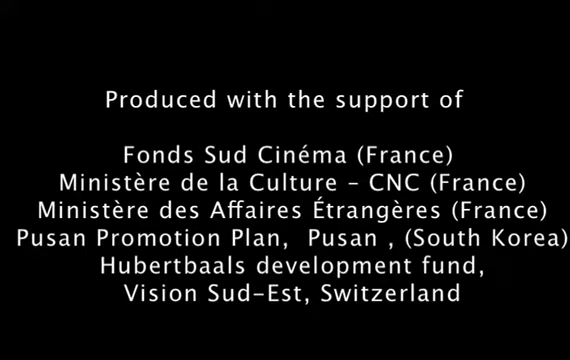 Produced with the support of
Fonds Sud Cinéma (France)
Ministère de la Culture – CNC (France)
Ministère des Affaires Étrangères (France)
Pusan Promotion Plan, Pusan , (South Korea)
Hubertbaals development fund,
Vision Sud-Est, Switzerland